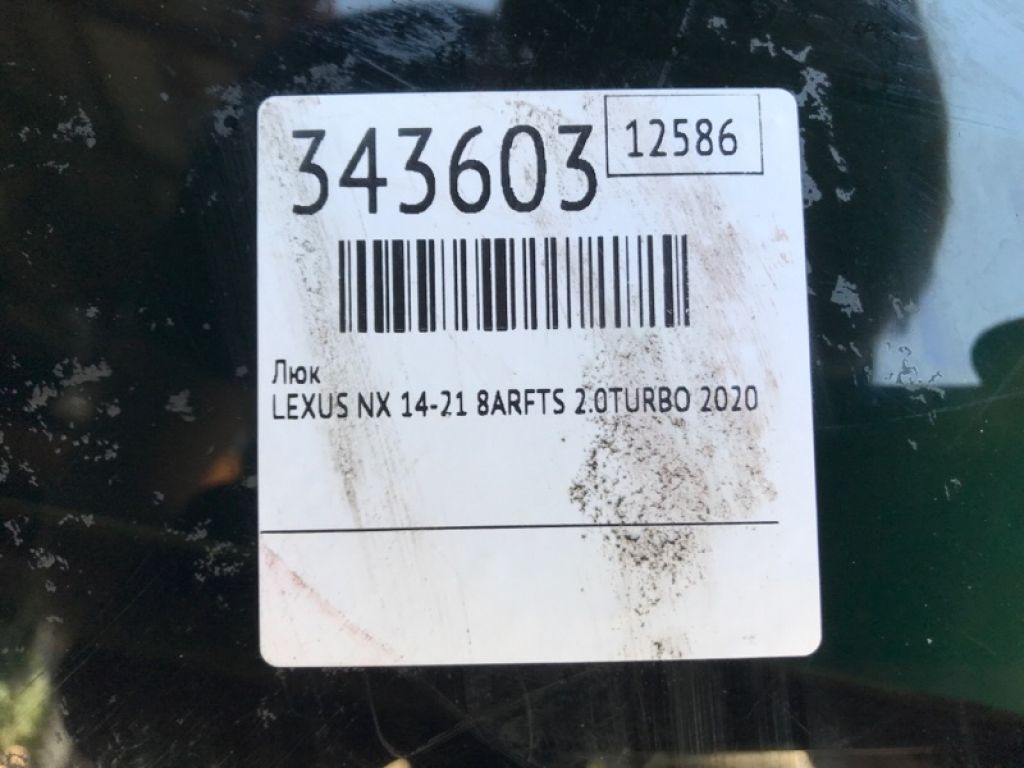 343603
12586
Люк
LEXUS NX 14-21 8ARFTS 2.0TURBO 2020